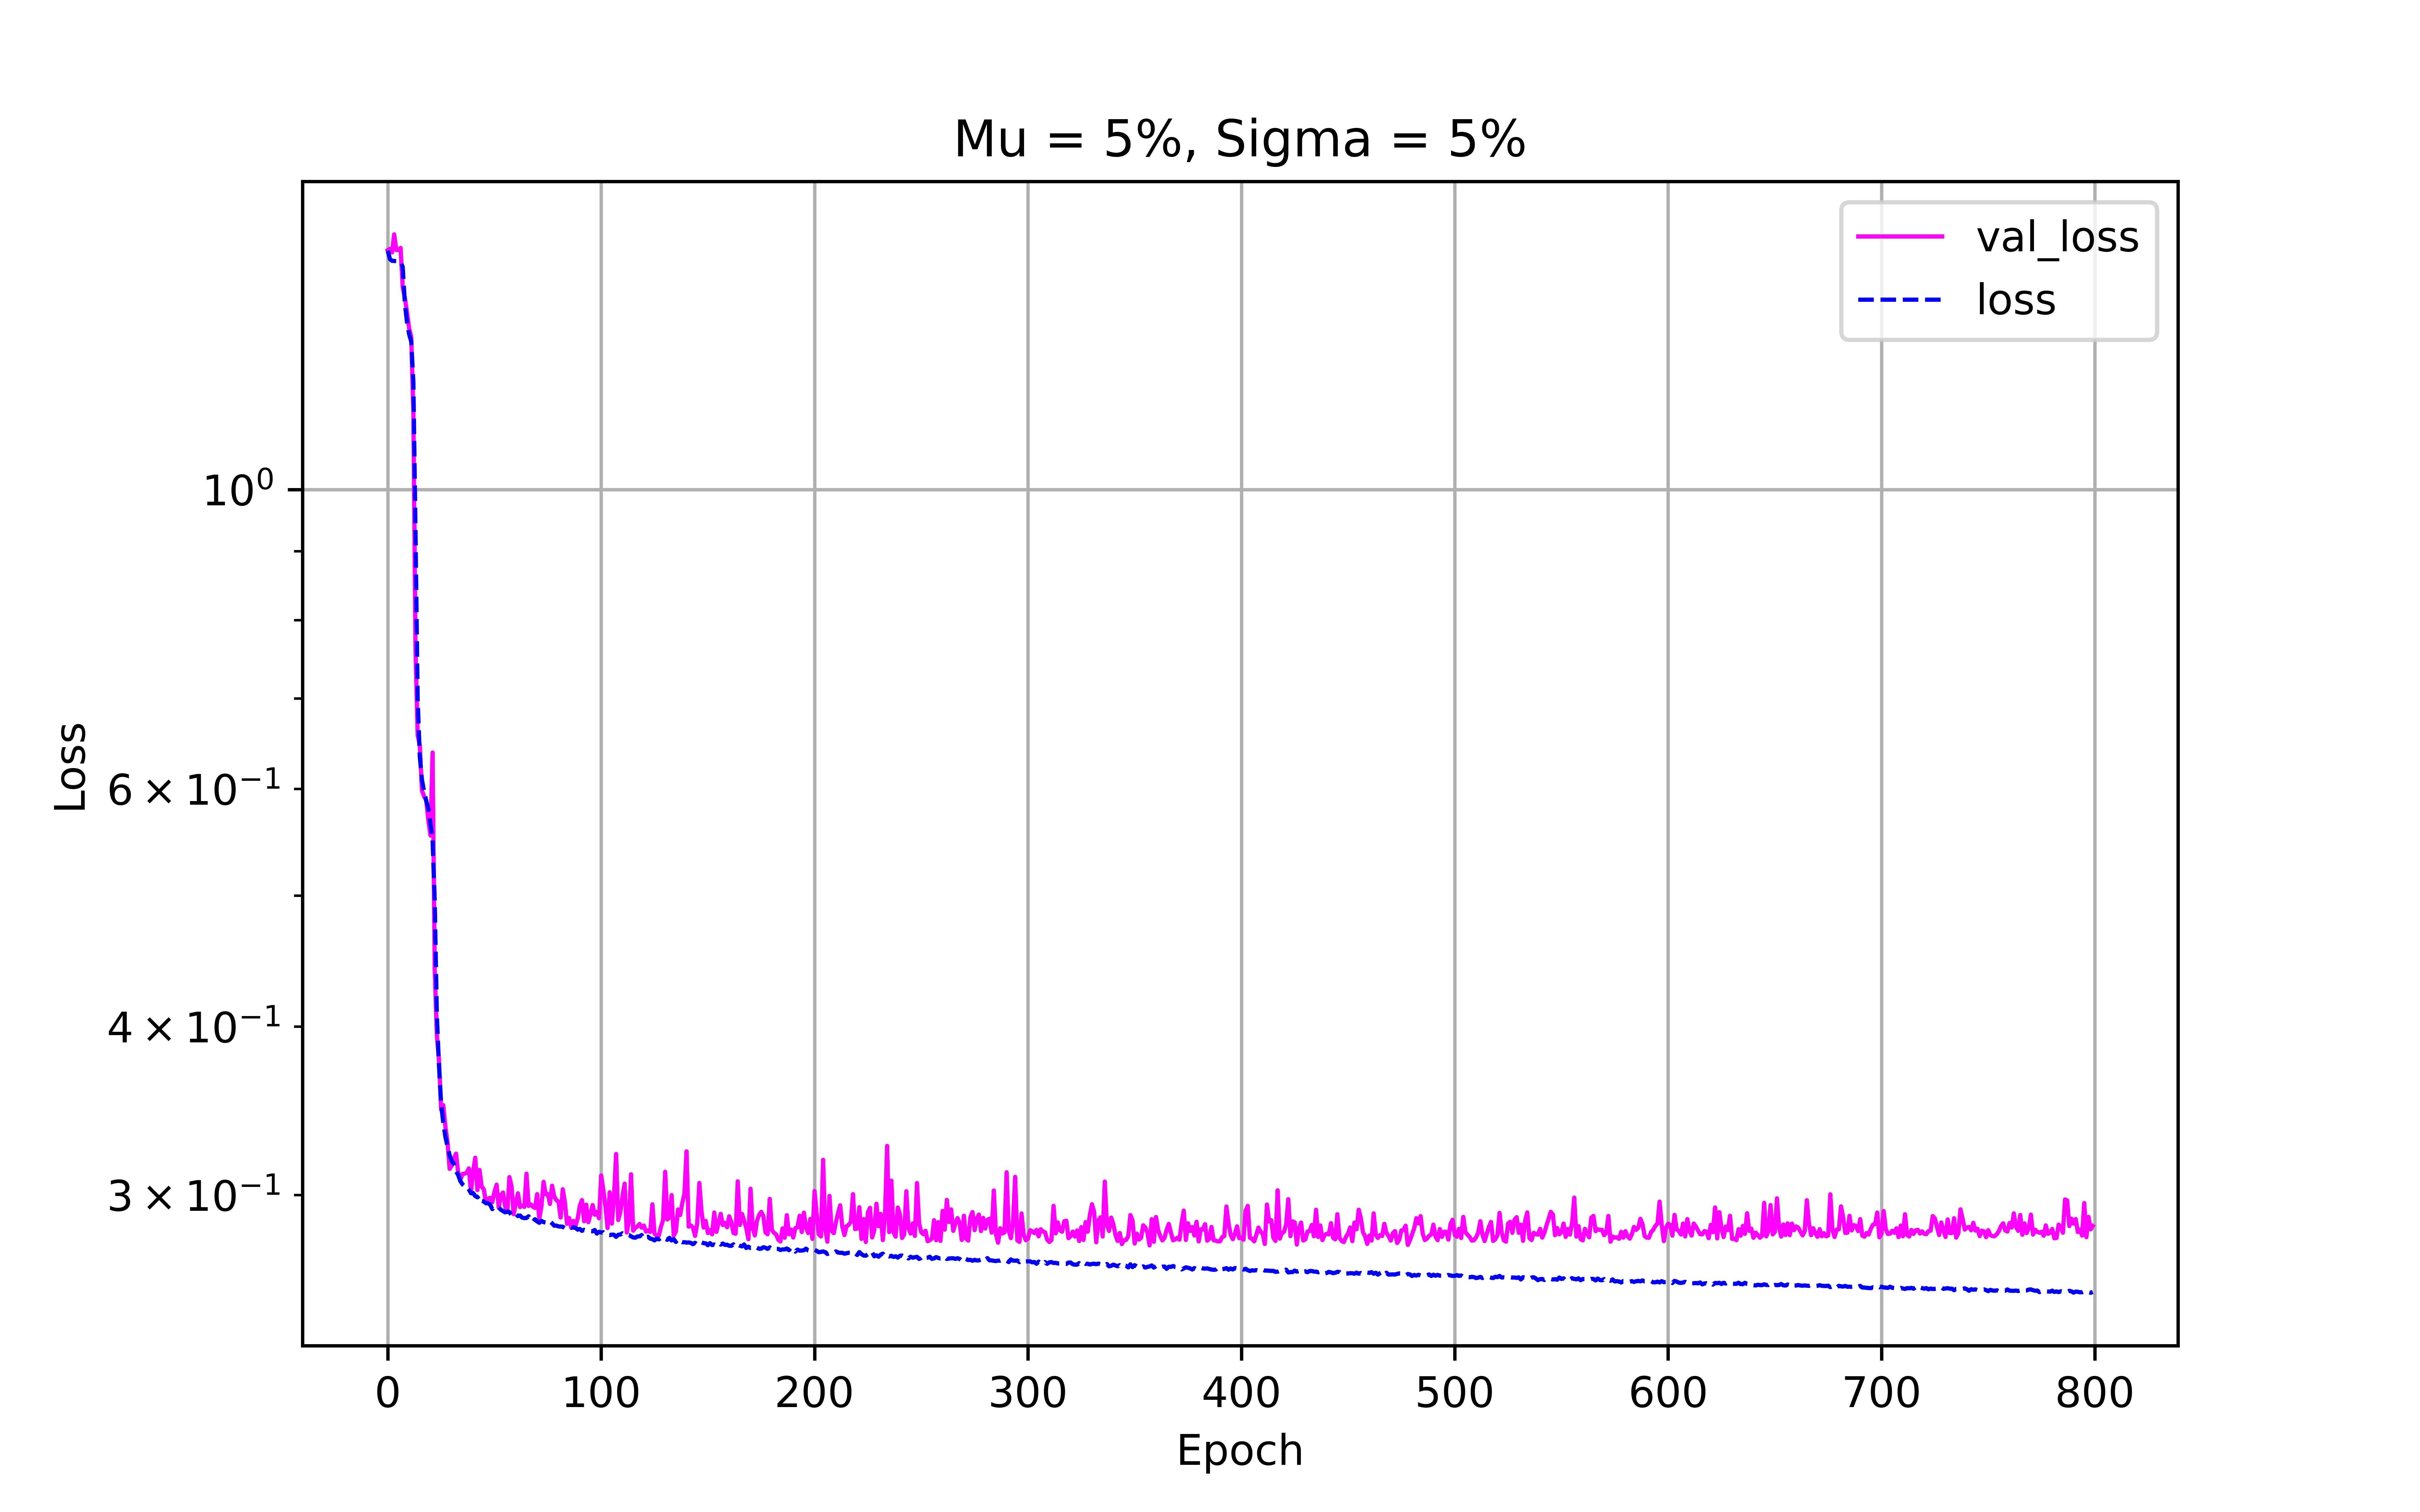 Mu = 5%, Sigma = 5%
val_loss
loss
10⁰
6 × 10⁻¹
4 × 10⁻¹
3 × 10⁻¹
Loss
0 100 200 300 400 500 600 700 800
Epoch